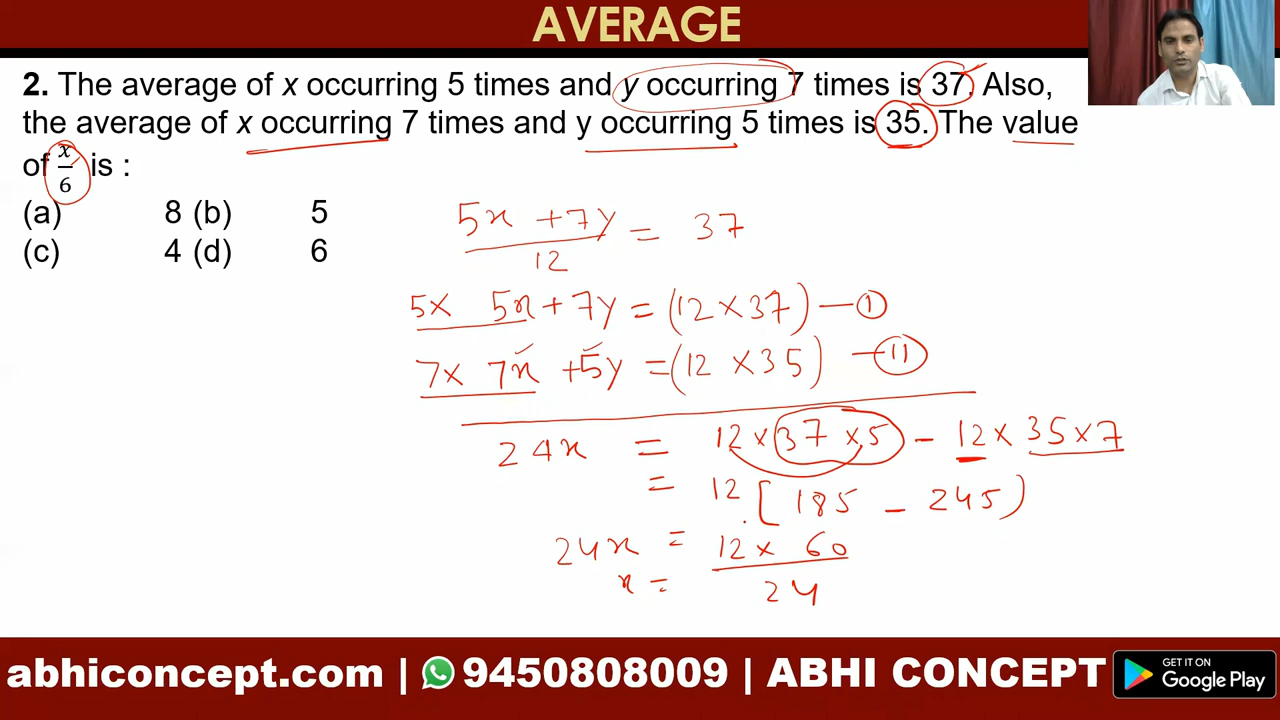 AVERAGE
2. The average of x occurring 5 times and y occurring 7 times is 37. Also,
the average of x occurring 7 times and y occurring 5 times is 35. The value
of x/6 is :
(a) 8 (b) 5
(c) 4 (d) 6
5x + 7y / 12 = 37
5x 5x + 7y = (12 × 37) — 1
7x 7x + 5y = (12 × 35) — 11
24x = 12 × 37 × 5 - 12 × 35 × 7
= 12 [185 - 245)
24x = 12 × 60
x = 24
abhiconcept.com | 9450808009 | ABHI CONCEPT
GET IT ON
Google Play